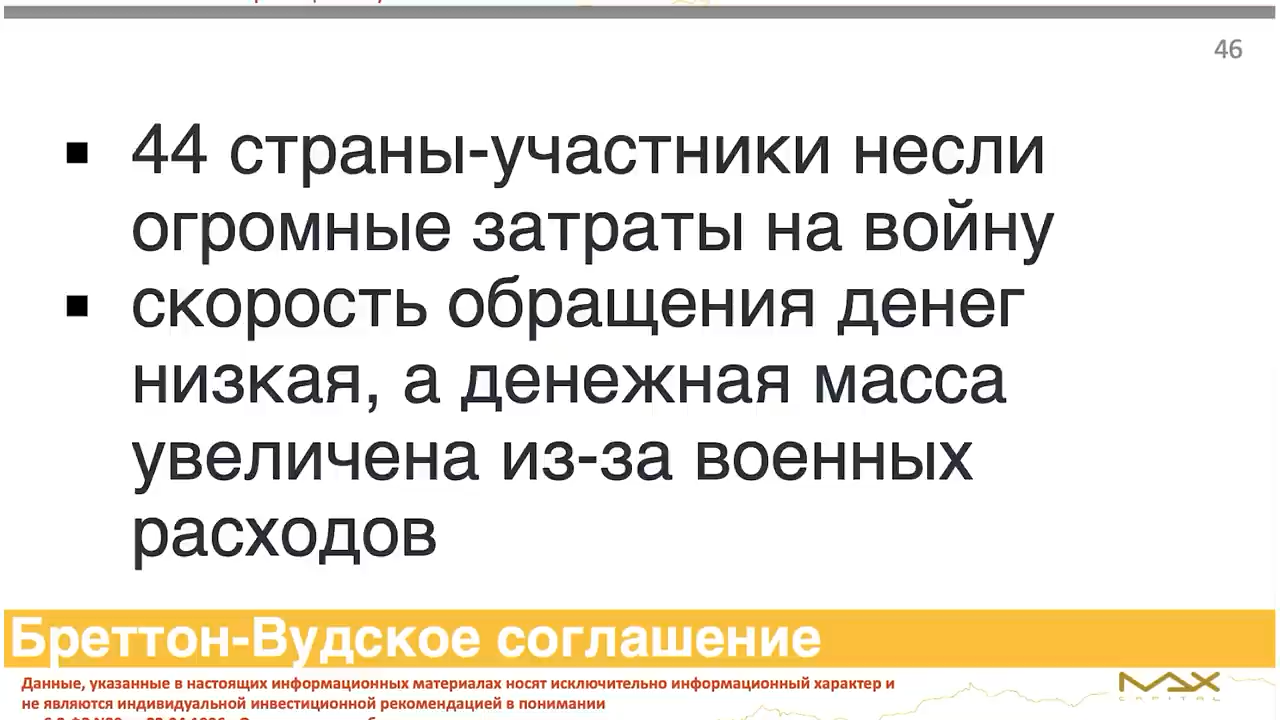 46
▪ 44 страны-участники несли
огромные затраты на войну
▪ скорость обращения денег
низкая, а денежная масса
увеличена из-за военных
расходов
Бреттон-Вудское соглашение
Данные, указанные в настоящих информационных материалах носят исключительно информационный характер и
не являются индивидуальной инвестиционной рекомендацией в понимании
MAX
CAPITAL